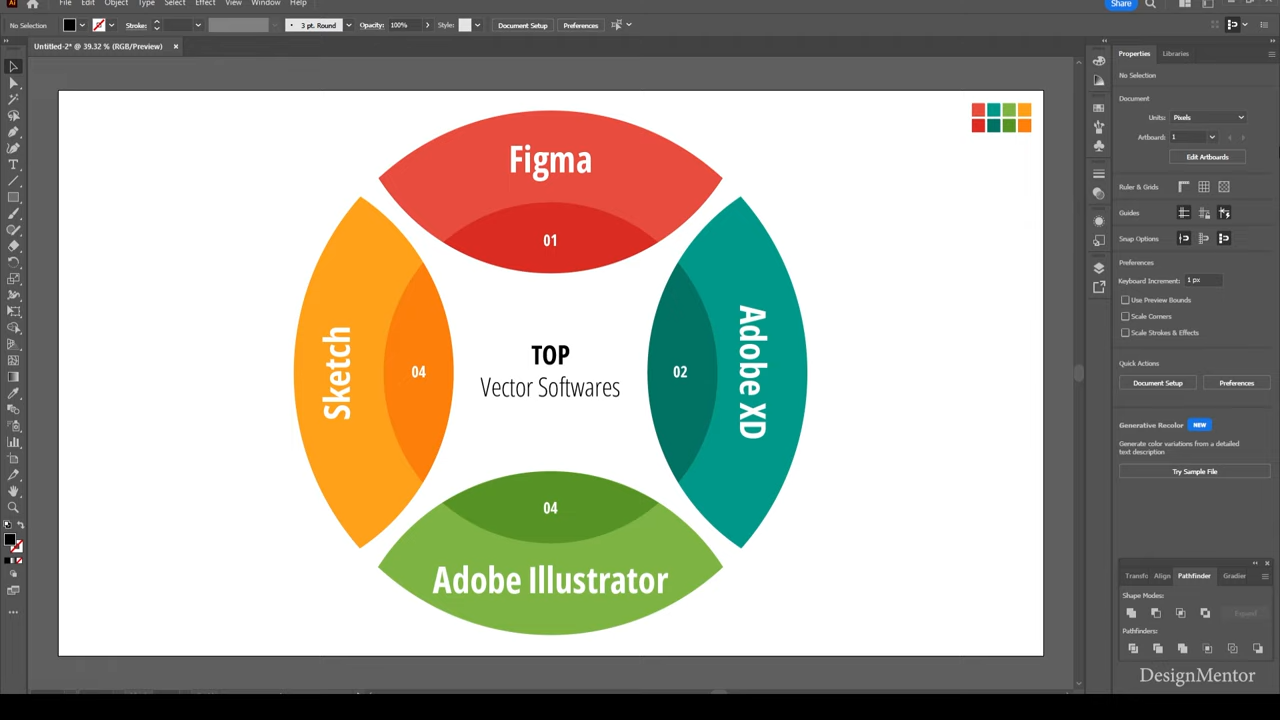 Ai
File Edit Object Type Select Effect View Window Help
Share
No Selection
Stroke:
3 pt. Round
Opacity: 100%
Style:
Document Setup
Preferences
Untitled-2* @ 39.32 % (RGB/Preview)
Figma
01
Sketch
04
TOP
Vector Softwares
02
Adobe XD
04
Adobe Illustrator
Properties Libraries
No Selection
Document
Units: Pixels
Artboard: 1
Edit Artboards
Ruler & Grids
Guides
Snap Options
Preferences
Keyboard Increment: 1 px
Use Preview Bounds
Scale Corners
Scale Strokes & Effects
Quick Actions
Document Setup Preferences
Generative Recolor NEW
Generate color variations from a detailed
text description
Try Sample File
Transfo Align Pathfinder Gradier
Shape Modes:
Expand
Pathfinders:
DesignMentor